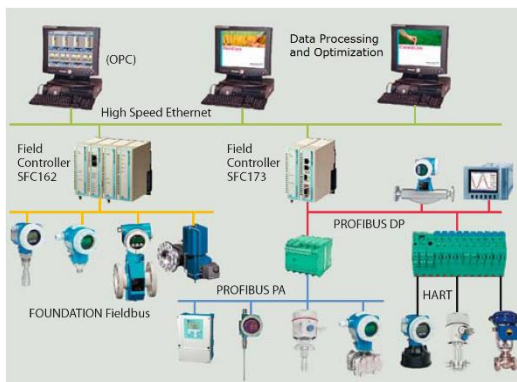 (OPC)
Data Processing
and Optimization
High Speed Ethernet
Field
Controller
SFC162
Field
Controller
SFC173
PROFIBUS DP
FOUNDATION Fieldbus
PROFIBUS PA
HART